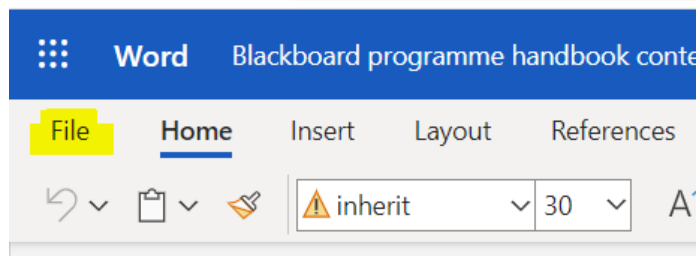 Word Blackboard programme handbook conte
File Home Insert Layout References
inherit 30 A